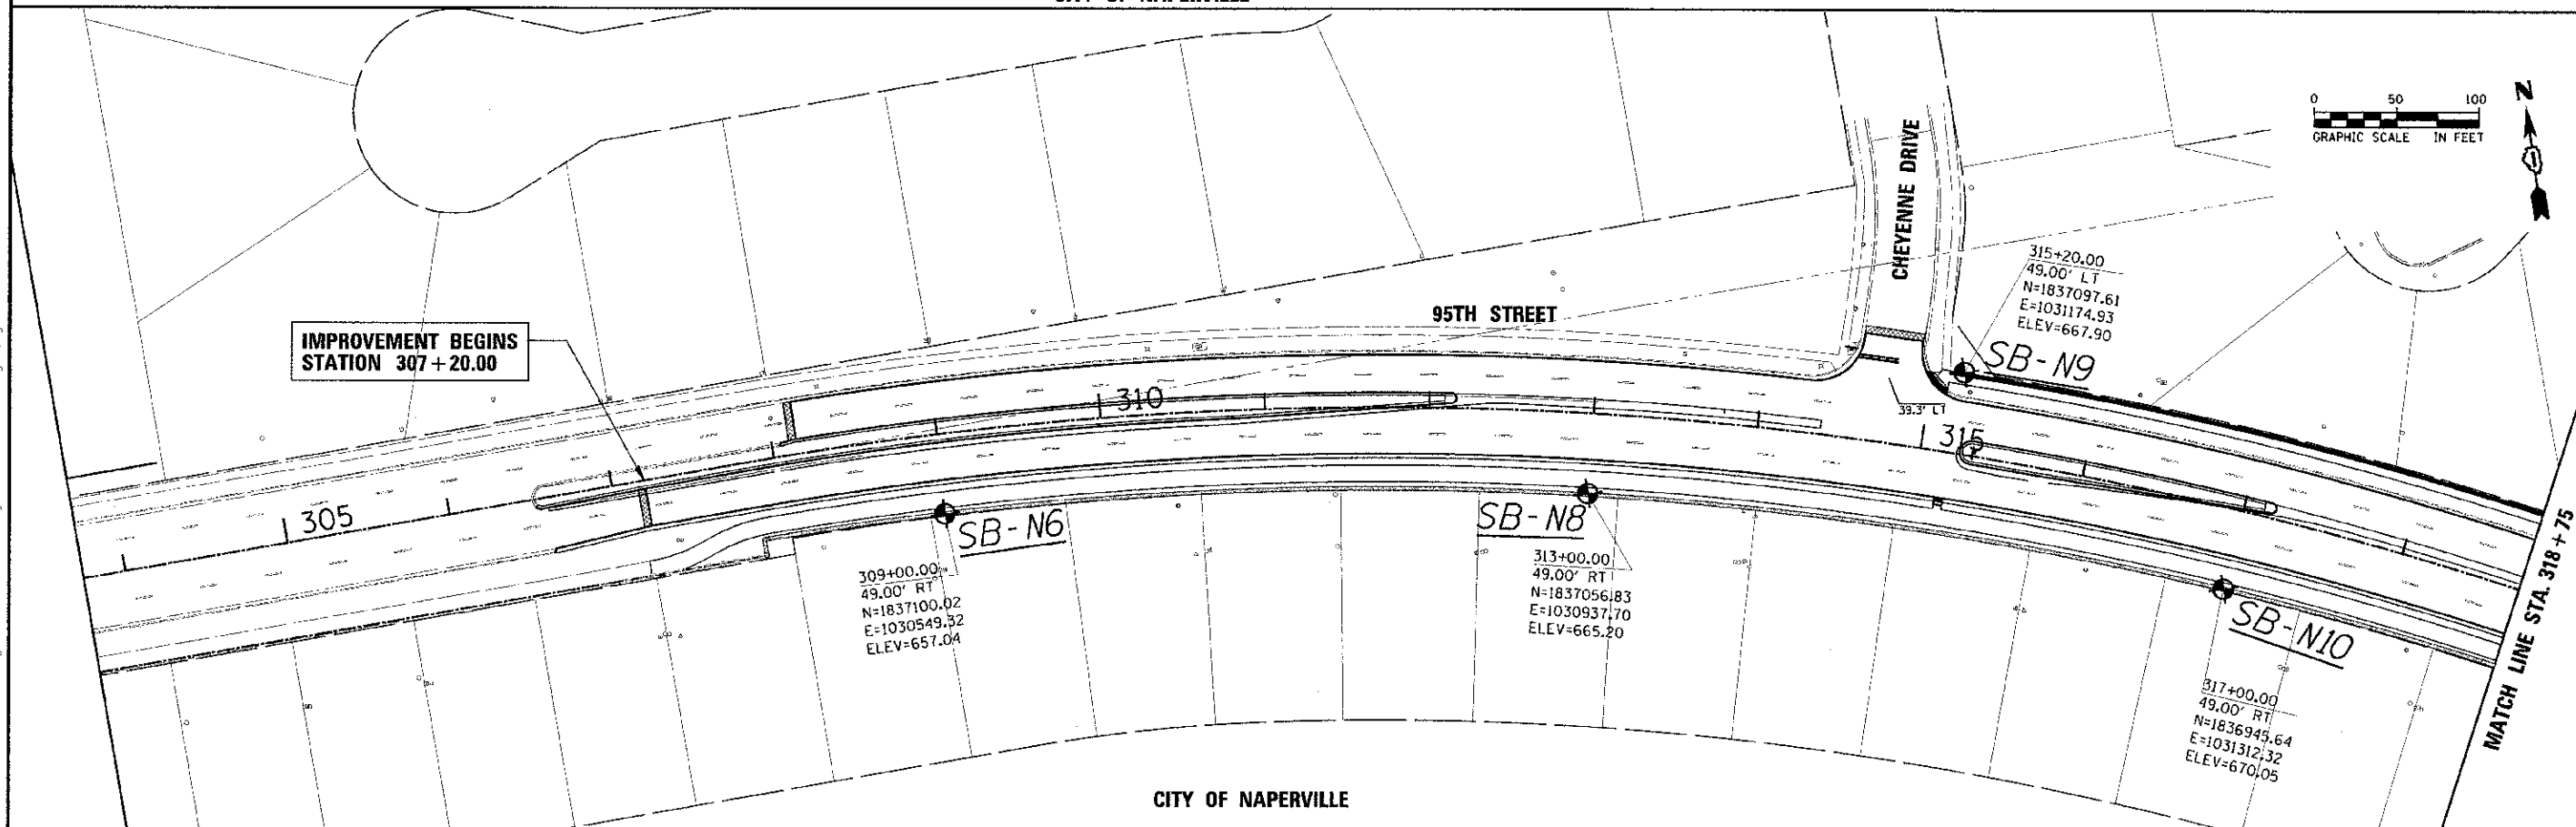 0 50 100
GRAPHIC SCALE IN FEET
N
CHEYENNE DRIVE
315+20.00
49.00' LT
N=1837097.61
E=1031174.93
ELEV=667.90
SB-N9
95TH STREET
IMPROVEMENT BEGINS
STATION 307+20.00
310
39.3' LT
315
305
SB-N6
309+00.00
49.00' RT
N=1837100.02
E=1030549.32
ELEV=657.04
SB-N8
313+00.00
49.00' RT
N=1837056.83
E=1030937.70
ELEV=665.20
SB-N10
317+00.00
49.00' RT
N=1836945.64
E=1031312.32
ELEV=670.05
MATCH LINE STA. 318+75
CITY OF NAPERVILLE